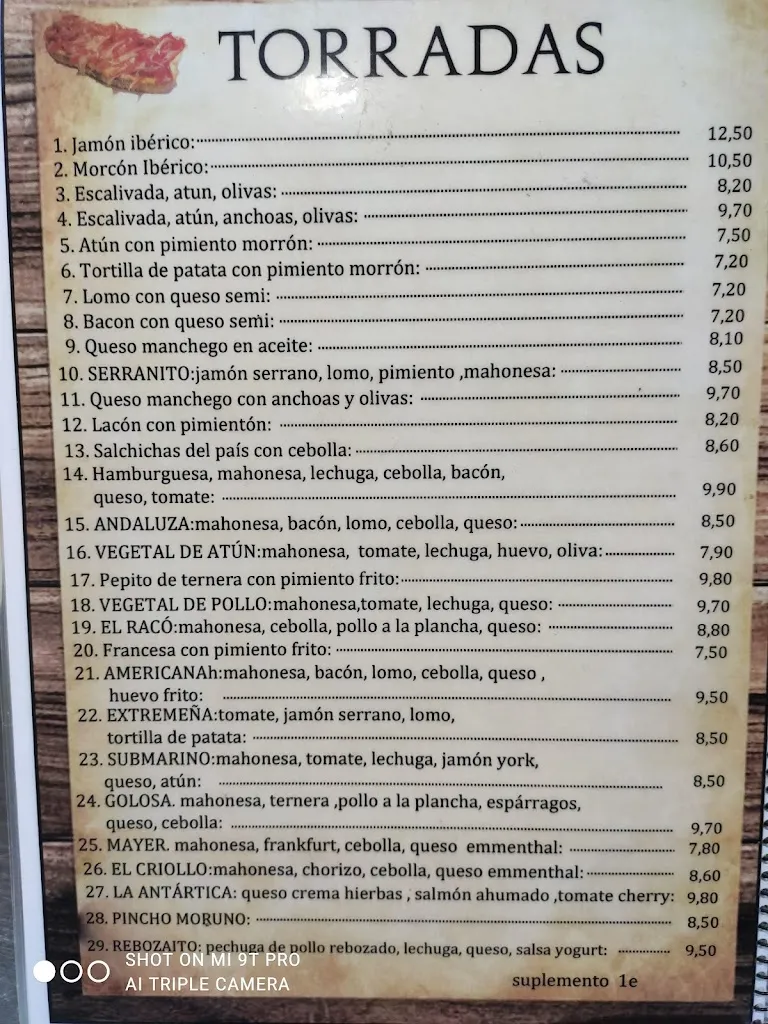 TORRADAS
1. Jamón ibérico: 12,50
2. Morcón Ibérico: 10,50
3. Escalivada, atun, olivas: 8,20
4. Escalivada, atún, anchoas, olivas: 9,70
5. Atún con pimiento morrón: 7,50
6. Tortilla de patata con pimiento morrón: 7,20
7. Lomo con queso semi: 7,20
8. Bacon con queso semi: 7,20
9. Queso manchego en aceite: 8,10
10. SERRANITO:jamón serrano, lomo, pimiento ,mahonesa: 8,50
11. Queso manchego con anchoas y olivas: 9,70
12. Lacón con pimientón: 8,20
13. Salchichas del país con cebolla: 8,60
14. Hamburguesa, mahonesa, lechuga, cebolla, bacón,
queso, tomate: 9,90
15. ANDALUZA:mahonesa, bacón, lomo, cebolla, queso: 8,50
16. VEGETAL DE ATÚN:mahonesa, tomate, lechuga, huevo, oliva: 7,90
17. Pepito de ternera con pimiento frito: 9,80
18. VEGETAL DE POLLO:mahonesa,tomate, lechuga, queso: 9,70
19. EL RACÓ:mahonesa, cebolla, pollo a la plancha, queso: 8,80
20. Francesa con pimiento frito: 7,50
21. AMERICANAh:mahonesa, bacón, lomo, cebolla, queso ,
huevo frito: 9,50
22. EXTREMEÑA:tomate, jamón serrano, lomo,
tortilla de patata: 8,50
23. SUBMARINO:mahonesa, tomate, lechuga, jamón york,
queso, atún: 8,50
24. GOLOSA. mahonesa, ternera ,pollo a la plancha, espárragos,
queso, cebolla: 9,70
25. MAYER. mahonesa, frankfurt, cebolla, queso emmenthal: 7,80
26. EL CRIOLLO:mahonesa, chorizo, cebolla, queso emmenthal: 8,60
27. LA ANTÁRTICA: queso crema hierbas , salmón ahumado ,tomate cherry: 9,80
28. PINCHO MORUNO: 8,50
29. REBOZAITO: pechuga de pollo rebozado, lechuga, queso, salsa yogurt: 9,50
suplemento 1e
SHOT ON MI 9T PRO
AI TRIPLE CAMERA